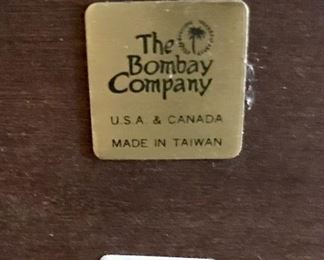 The
Bombay
Company
U.S.A. & CANADA
MADE IN TAIWAN